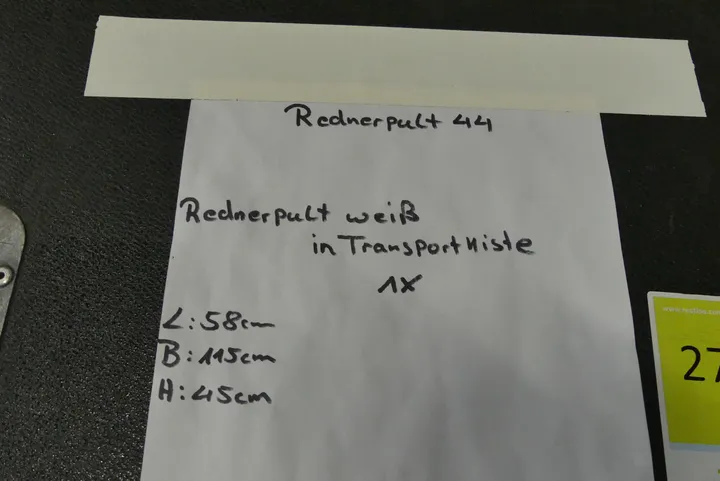 Rednerpult 44
Rednerpult weiß
in Transportkiste
1x
L: 58cm
B: 115cm
H: 45cm
27